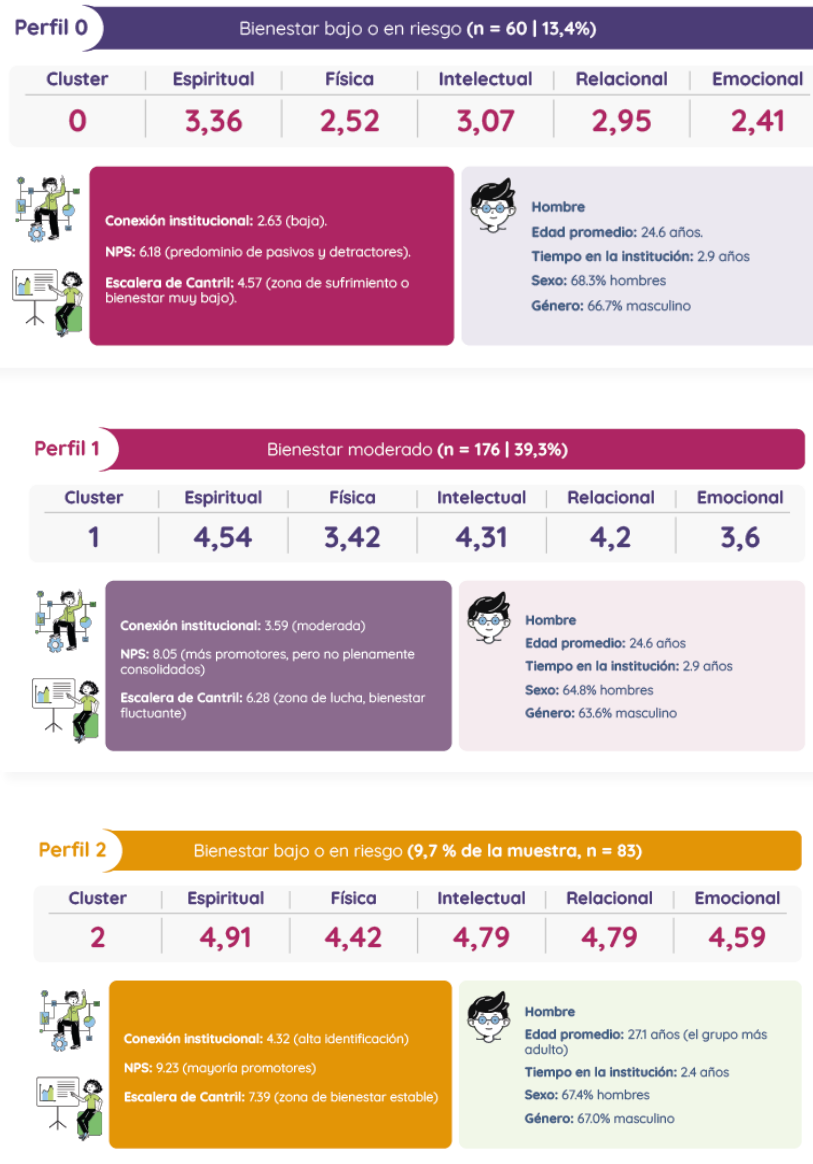 Perfil 0
Bienestar bajo o en riesgo (n = 60 | 13,4%)
Cluster Espiritual Física Intelectual Relacional Emocional
0 3,36 2,52 3,07 2,95 2,41
Conexión institucional: 2.63 (baja).
NPS: 6.18 (predominio de pasivos y detractores).
Escalera de Cantril: 4.57 (zona de sufrimiento o
bienestar muy bajo).
Hombre
Edad promedio: 24.6 años.
Tiempo en la institución: 2.9 años
Sexo: 68.3% hombres
Género: 66.7% masculino
Perfil 1
Bienestar moderado (n = 176 | 39,3%)
Cluster Espiritual Física Intelectual Relacional Emocional
1 4,54 3,42 4,31 4,2 3,6
Conexión institucional: 3.59 (moderada)
NPS: 8.05 (más promotores, pero no plenamente
consolidados)
Escalera de Cantril: 6.28 (zona de lucha, bienestar
fluctuante)
Hombre
Edad promedio: 24.6 años
Tiempo en la institución: 2.9 años
Sexo: 64.8% hombres
Género: 63.6% masculino
Perfil 2
Bienestar bajo o en riesgo (9,7 % de la muestra, n = 83)
Cluster Espiritual Física Intelectual Relacional Emocional
2 4,91 4,42 4,79 4,79 4,59
Conexión institucional: 4.32 (alta identificación)
NPS: 9.23 (mayoría promotores)
Escalera de Cantril: 7.39 (zona de bienestar estable)
Hombre
Edad promedio: 27.1 años (el grupo más
adulto)
Tiempo en la institución: 2.4 años
Sexo: 67.4% hombres
Género: 67.0% masculino